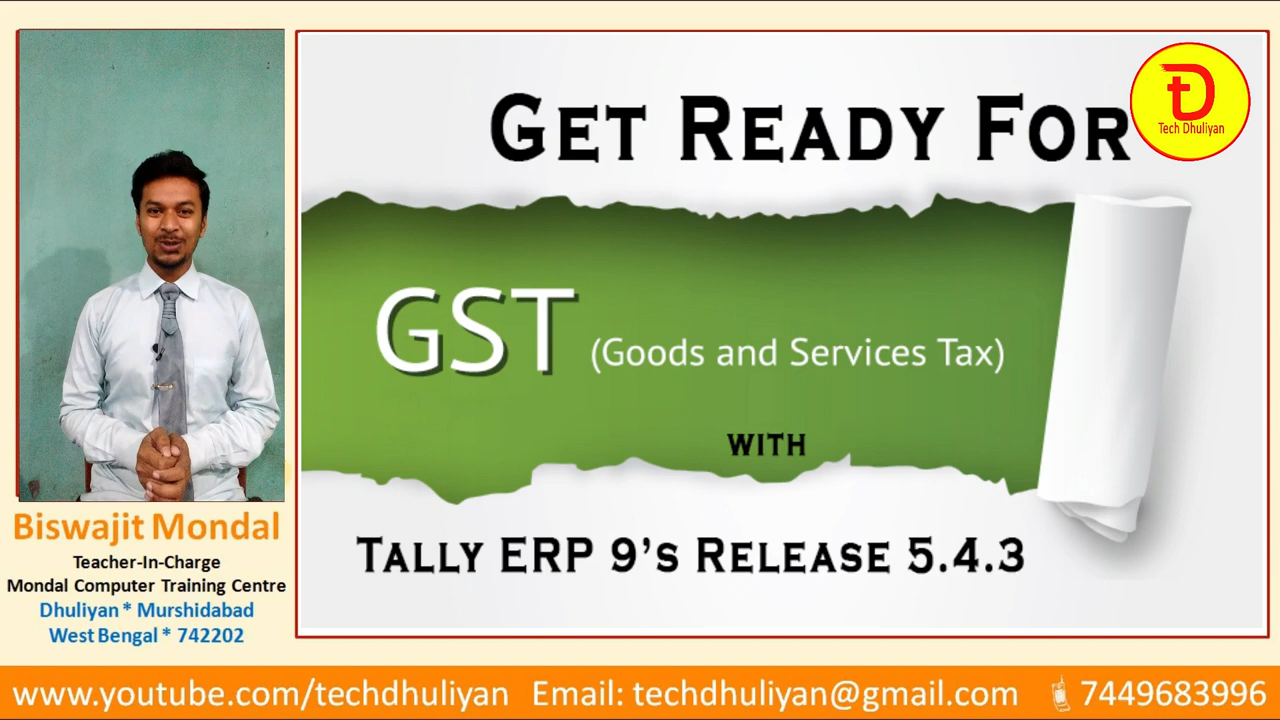 GET READY FOR
tD
Tech Dhuliyan
GST (Goods and Services Tax)
WITH
TALLY ERP 9'S RELEASE 5.4.3
Biswajit Mondal
Teacher-In-Charge
Mondal Computer Training Centre
Dhuliyan * Murshidabad
West Bengal * 742202
www.youtube.com/techdhuliyan Email: techdhuliyan@gmail.com 7449683996